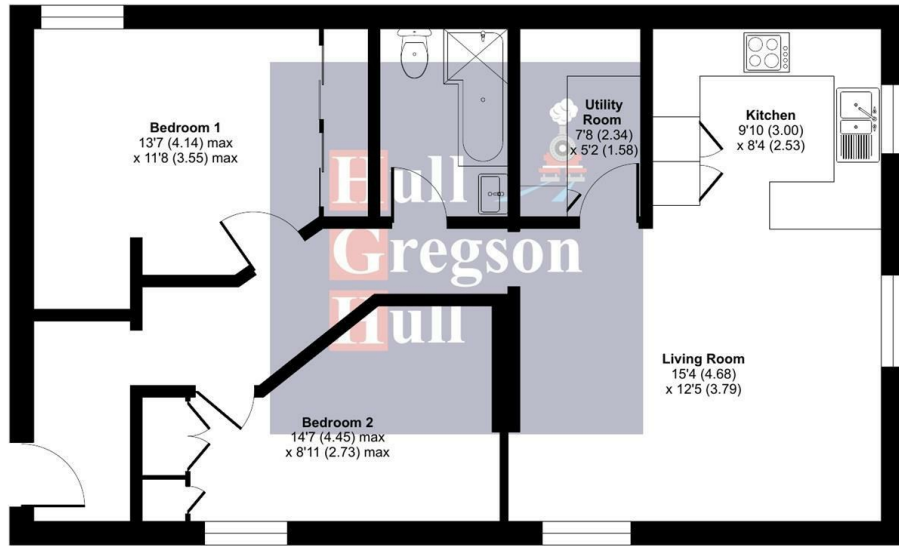 Bedroom 1
13'7 (4.14) max
x 11'8 (3.55) max
Utility
Room
7'8 (2.34)
x 5'2 (1.58)
Kitchen
9'10 (3.00)
x 8'4 (2.53)
Hull
Gregson
Hull
Living Room
15'4 (4.68)
x 12'5 (3.79)
Bedroom 2
14'7 (4.45) max
x 8'11 (2.73) max